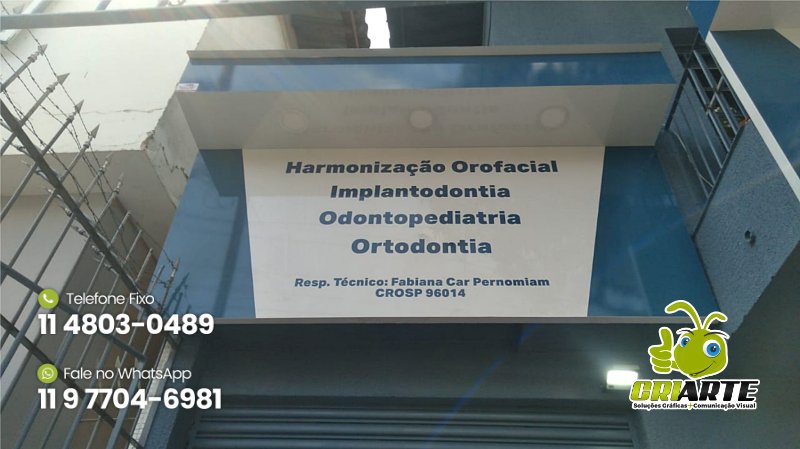 Harmonização Orofacial
Implantodontia
Odontopediatria
Ortodontia
Resp. Técnico: Fabiana Car Pernomiam
CROSP 96014
Telefone Fixo
11 4803-0489
Fale no WhatsApp
11 9 7704-6981
CRIARTE
Soluções Gráficas+Comunicação Visual